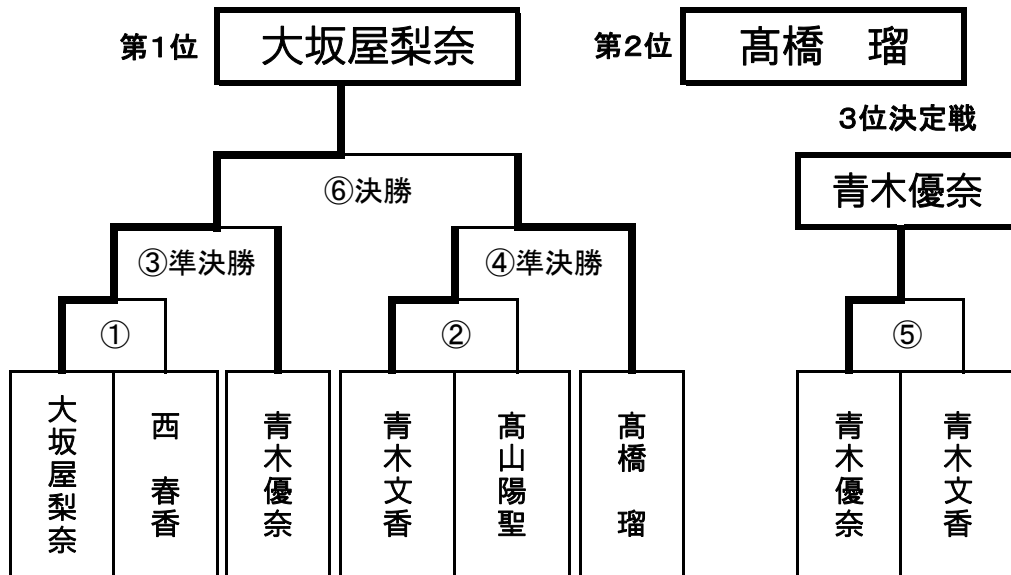 第1位
大坂屋梨奈
第2位
髙橋　瑠
3位決定戦
青木優奈
⑥決勝
③準決勝
④準決勝
①
②
⑤
大坂屋梨奈
西　春香
青木優奈
青木文香
髙山陽聖
髙橋　瑠
青木優奈
青木文香